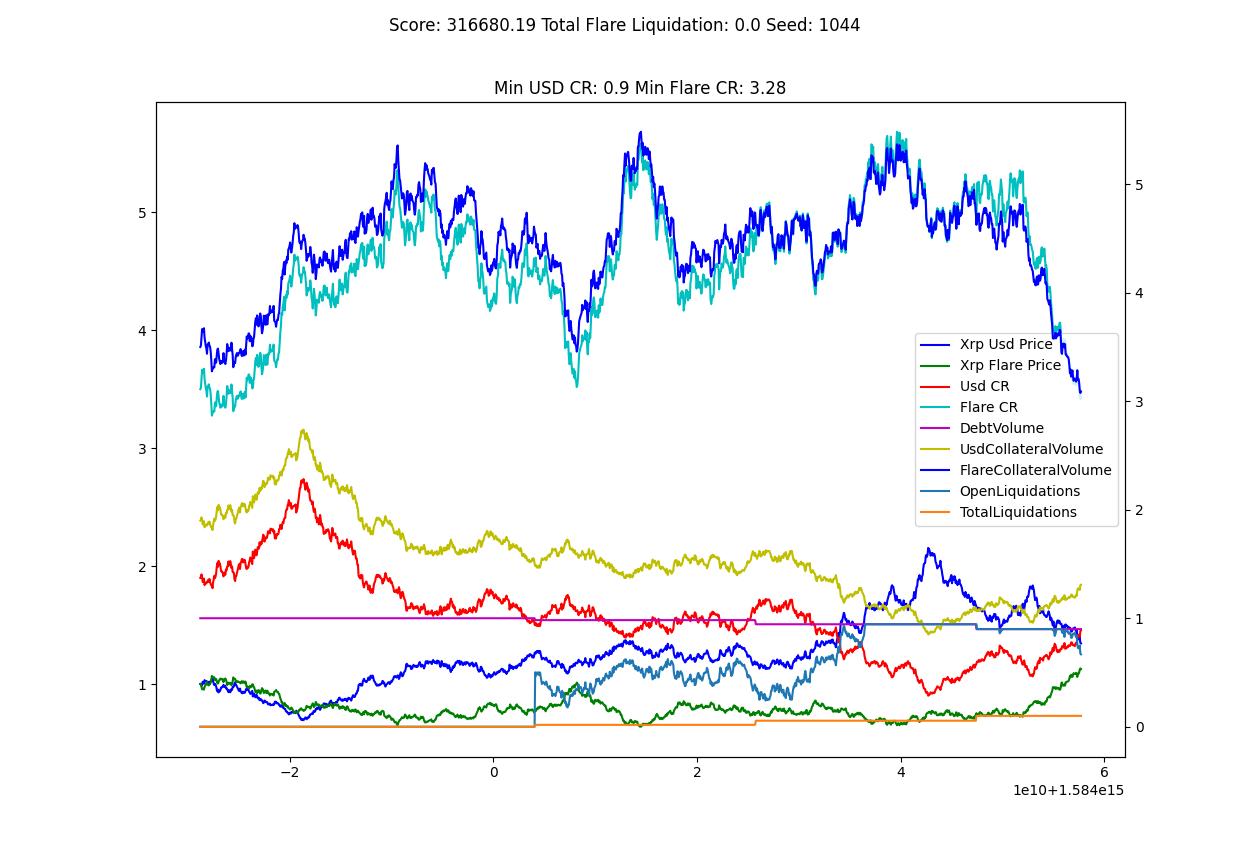 Score: 316680.19 Total Flare Liquidation: 0.0 Seed: 1044
Min USD CR: 0.9 Min Flare CR: 3.28
5
4
3
2
1
5
4
3
2
1
0
Xrp Usd Price
Xrp Flare Price
Usd CR
Flare CR
DebtVolume
UsdCollateralVolume
FlareCollateralVolume
OpenLiquidations
TotalLiquidations
−2 0 2 4 6
1e10+1.584e15